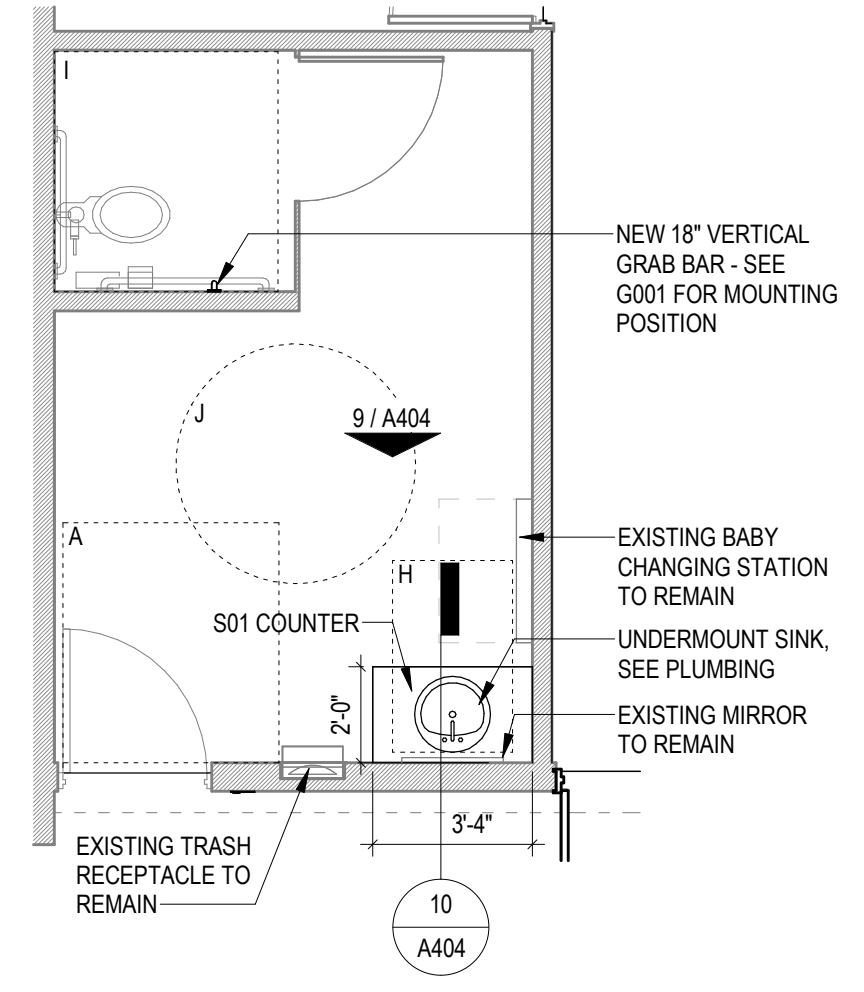 I
NEW 18" VERTICAL
GRAB BAR - SEE
G001 FOR MOUNTING
POSITION
J
9 / A404
A
EXISTING BABY
CHANGING STATION
TO REMAIN
H
S01 COUNTER
UNDERMOUNT SINK,
SEE PLUMBING
2'-0"
EXISTING MIRROR
TO REMAIN
3'-4"
EXISTING TRASH
RECEPTACLE TO
REMAIN
10
A404